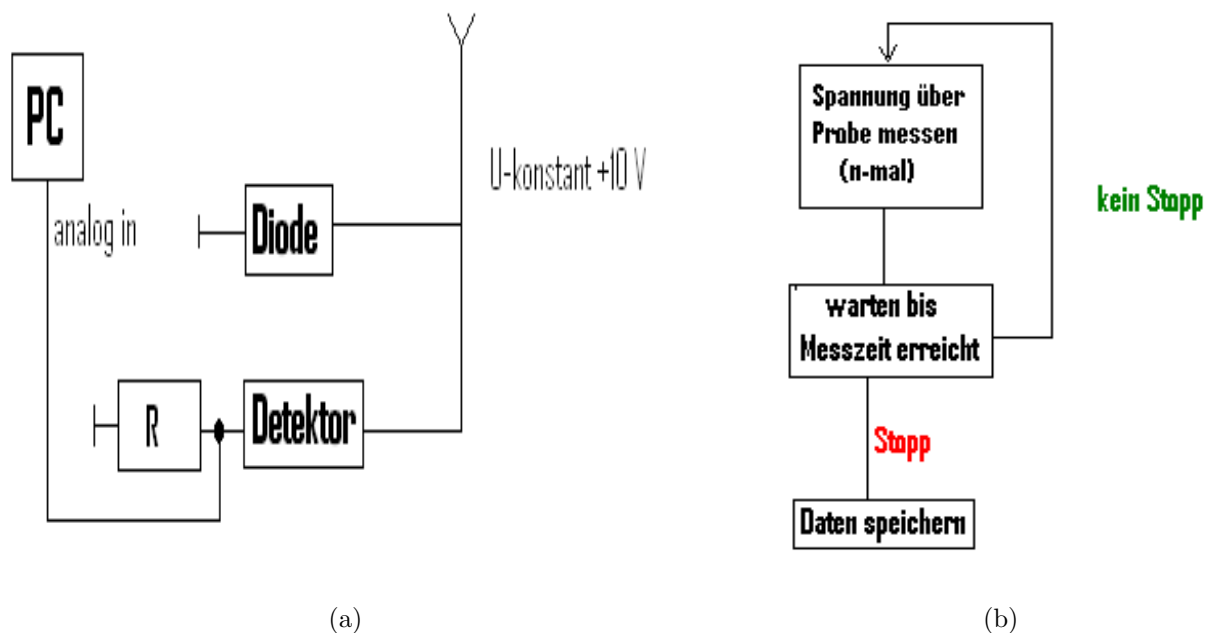 PC
analog in
Diode
U-konstant +10 V
R
Detektor
(a)
Spannung über
Probe messen
(n-mal)
kein Stopp
warten bis
Messzeit erreicht
Stopp
Daten speichern
(b)